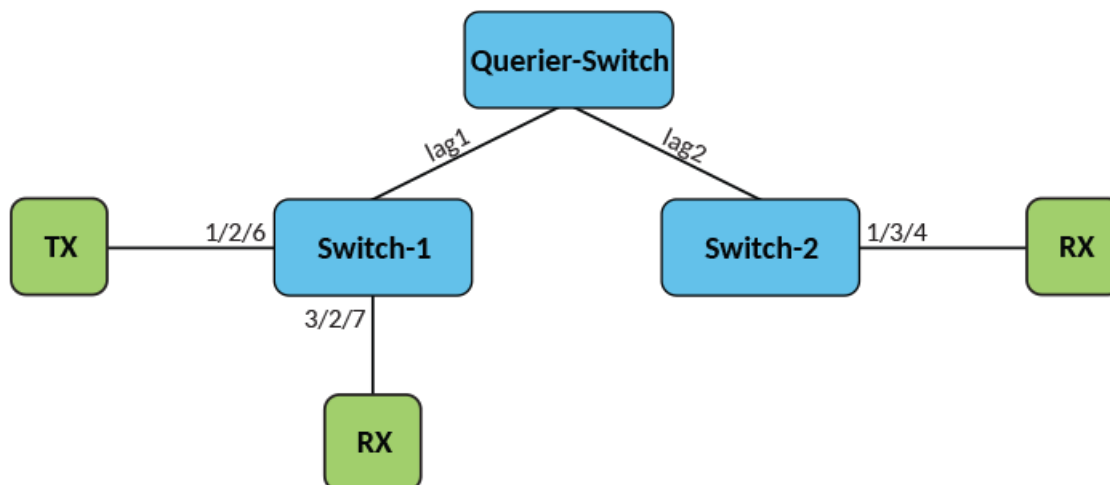 Querier-Switch
lag1
lag2
TX
1/2/6
Switch-1
Switch-2
1/3/4
RX
3/2/7
RX